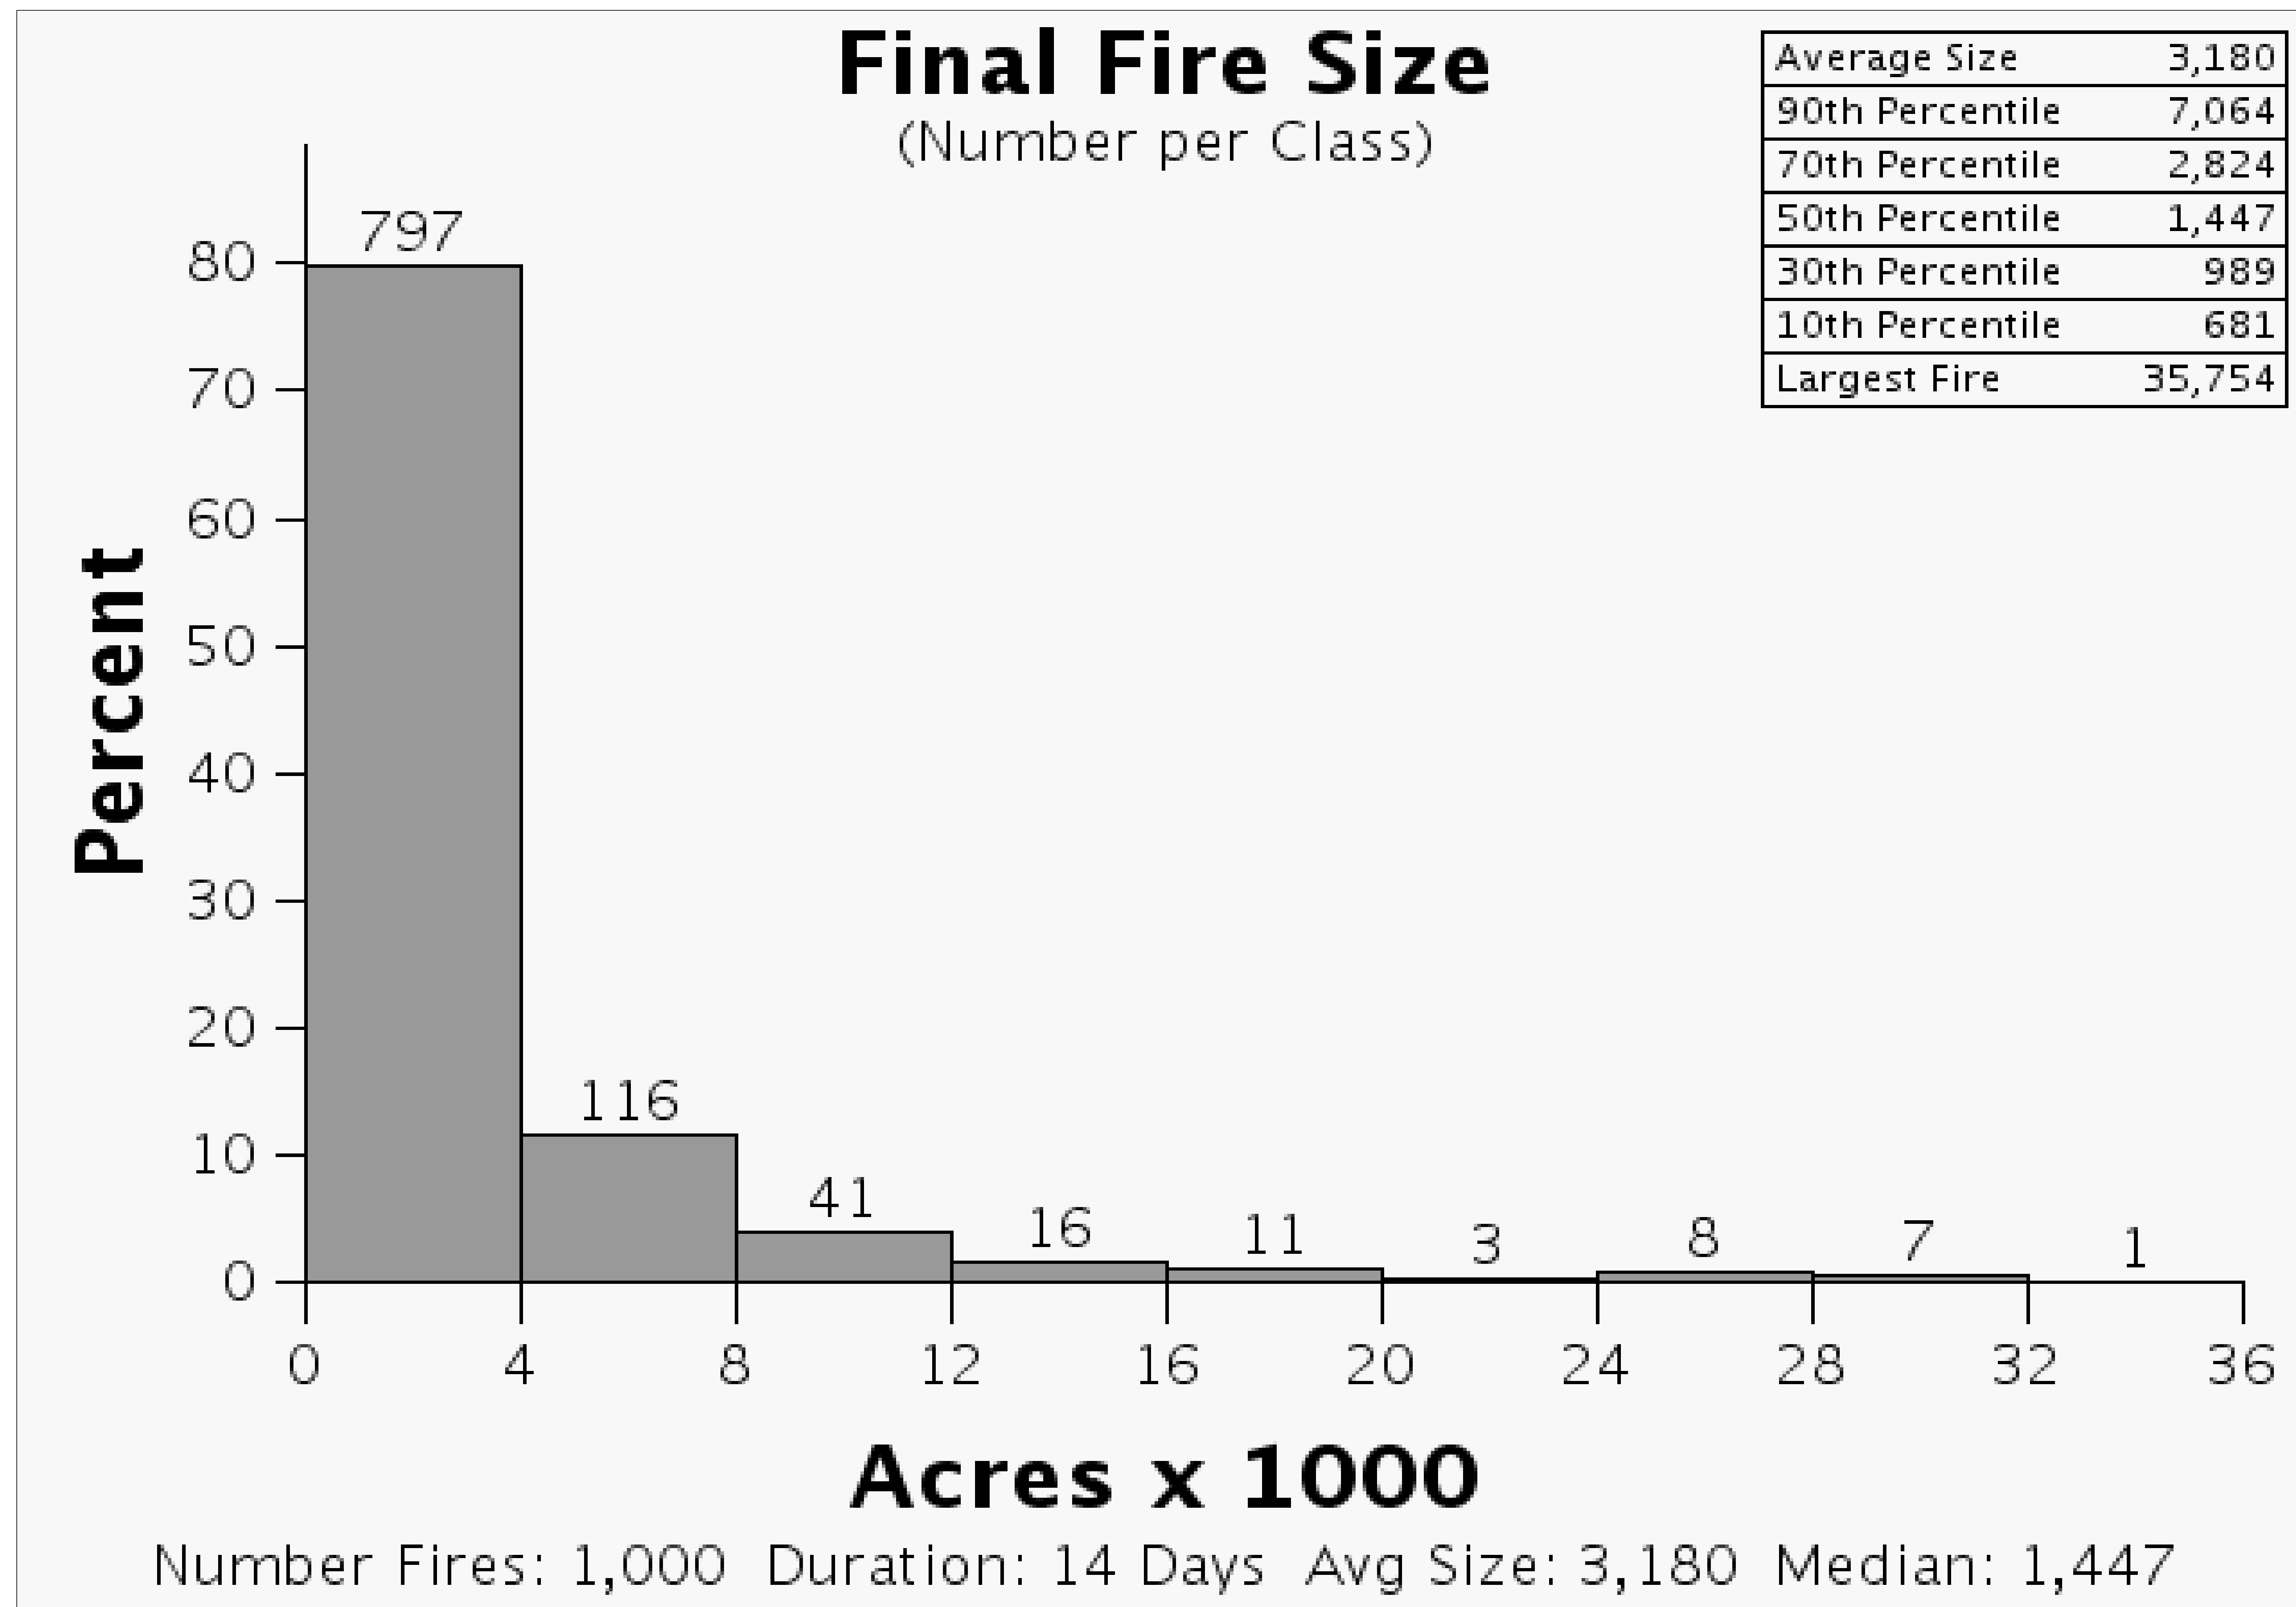 Final Fire Size
(Number per Class)
Average Size 3,180
90th Percentile 7,064
70th Percentile 2,824
50th Percentile 1,447
30th Percentile 989
10th Percentile 681
Largest Fire 35,754
Percent
80
70
60
50
40
30
20
10
0
797
116
41
16
11
3
8
7
1
0 4 8 12 16 20 24 28 32 36
Acres x 1000
Number Fires: 1,000 Duration: 14 Days Avg Size: 3,180 Median: 1,447